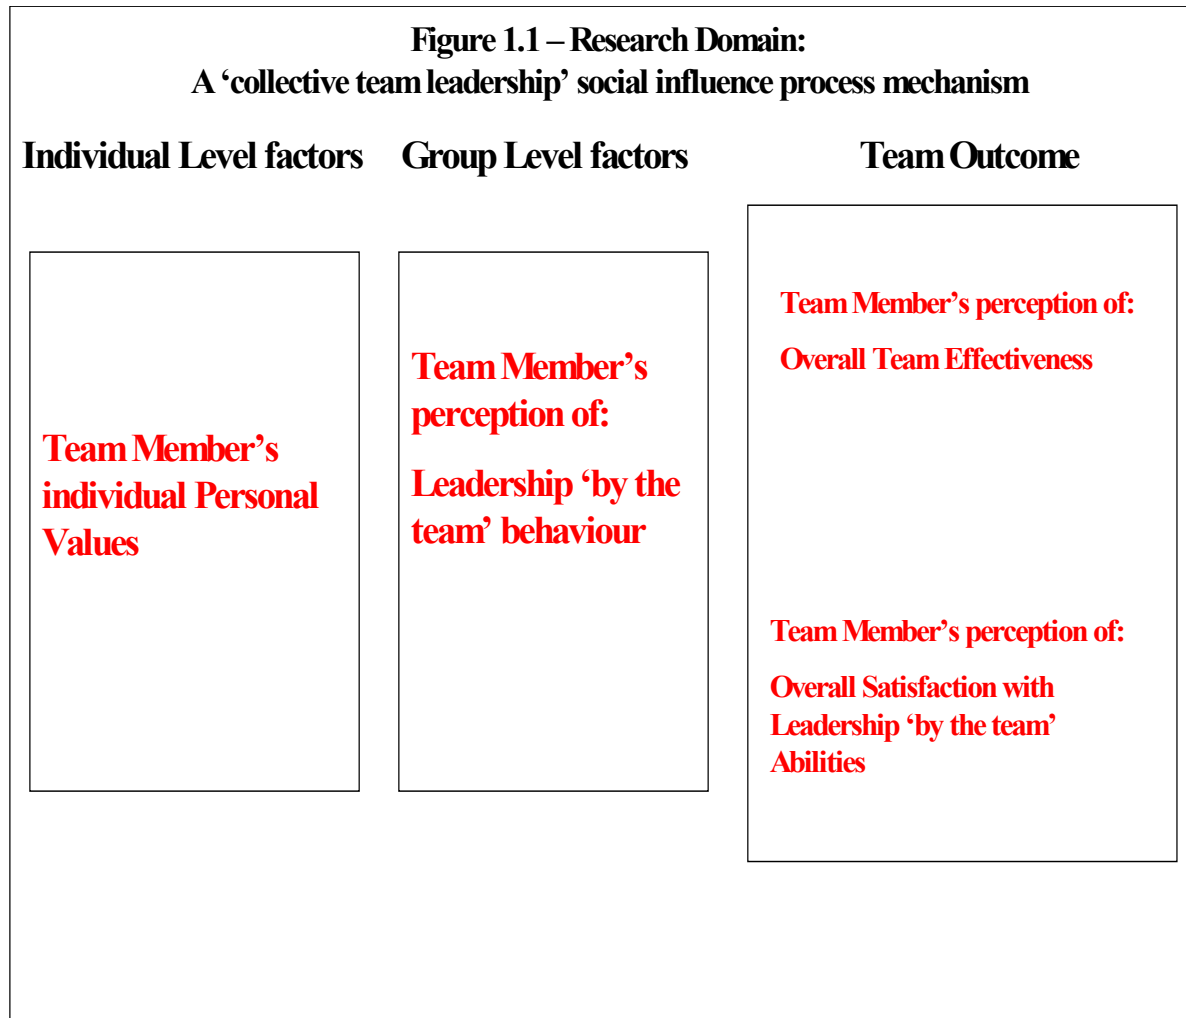 Figure 1.1 – Research Domain:
A ‘collective team leadership’ social influence process mechanism
Individual Level factors
Group Level factors
Team Outcome
Team Member’s
individual Personal
Values
Team Member’s
perception of:
Leadership ‘by the
team’ behaviour
Team Member’s perception of:
Overall Team Effectiveness
Team Member’s perception of:
Overall Satisfaction with
Leadership ‘by the team’
Abilities